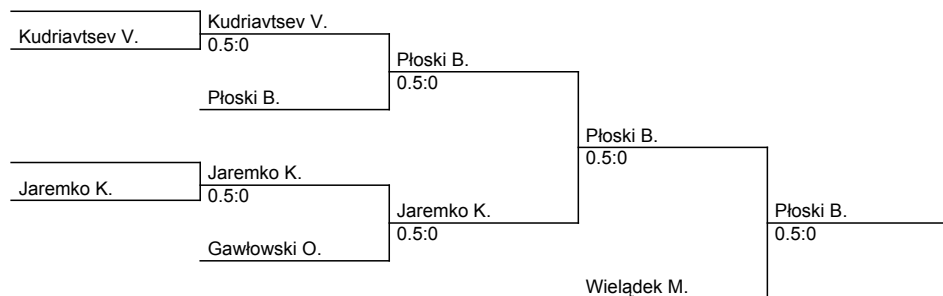 Kudriavtsev V.
Kudriavtsev V.
0.5:0
Płoski B.
Płoski B.
0.5:0
Płoski B.
0.5:0
Jaremko K.
Jaremko K.
0.5:0
Jaremko K.
0.5:0
Gawłowski O.
Płoski B.
0.5:0
Wielądek M.